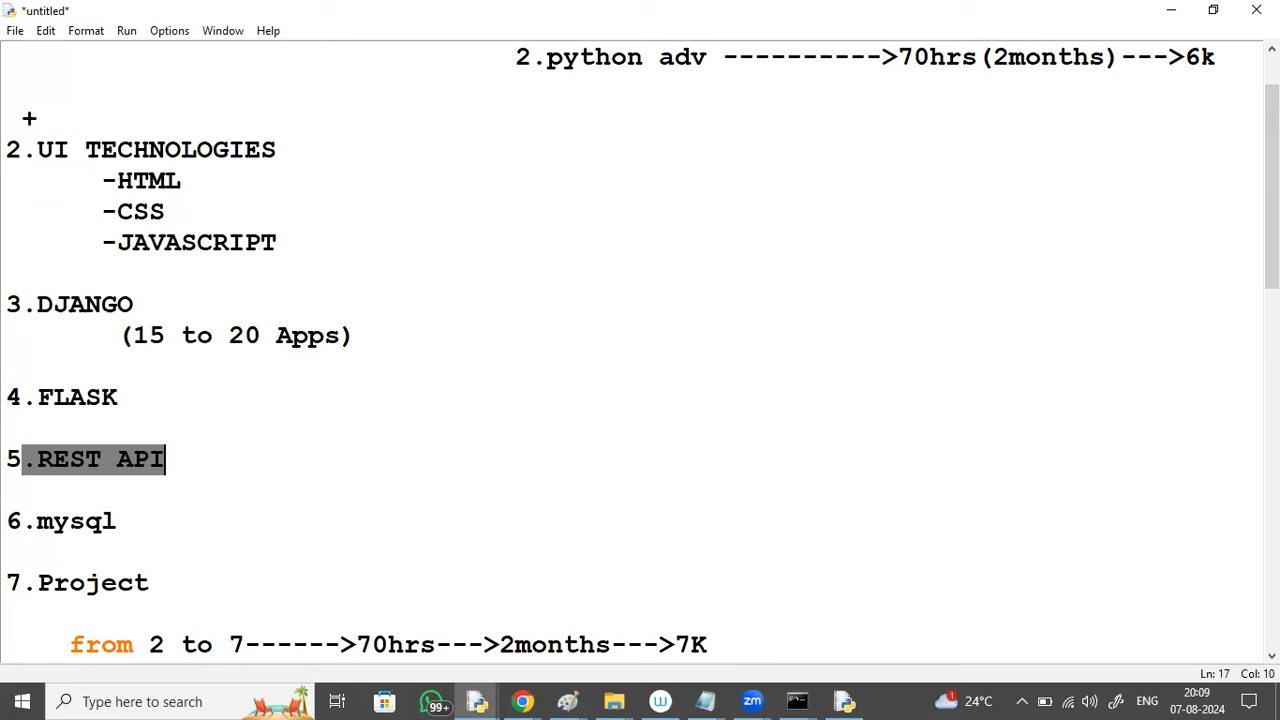 *untitled*
File Edit Format Run Options Window Help
2.python adv ---------->70hrs(2months)--->6k
+
2.UI TECHNOLOGIES
-HTML
-CSS
-JAVASCRIPT
3.DJANGO
(15 to 20 Apps)
4.FLASK
5.REST API
6.mysql
7.Project
from 2 to 7------>70hrs--->2months--->7K
Ln: 17 Col: 10
Type here to search
99+
W
zm
1
24°C
ENG
20:09
07-08-2024